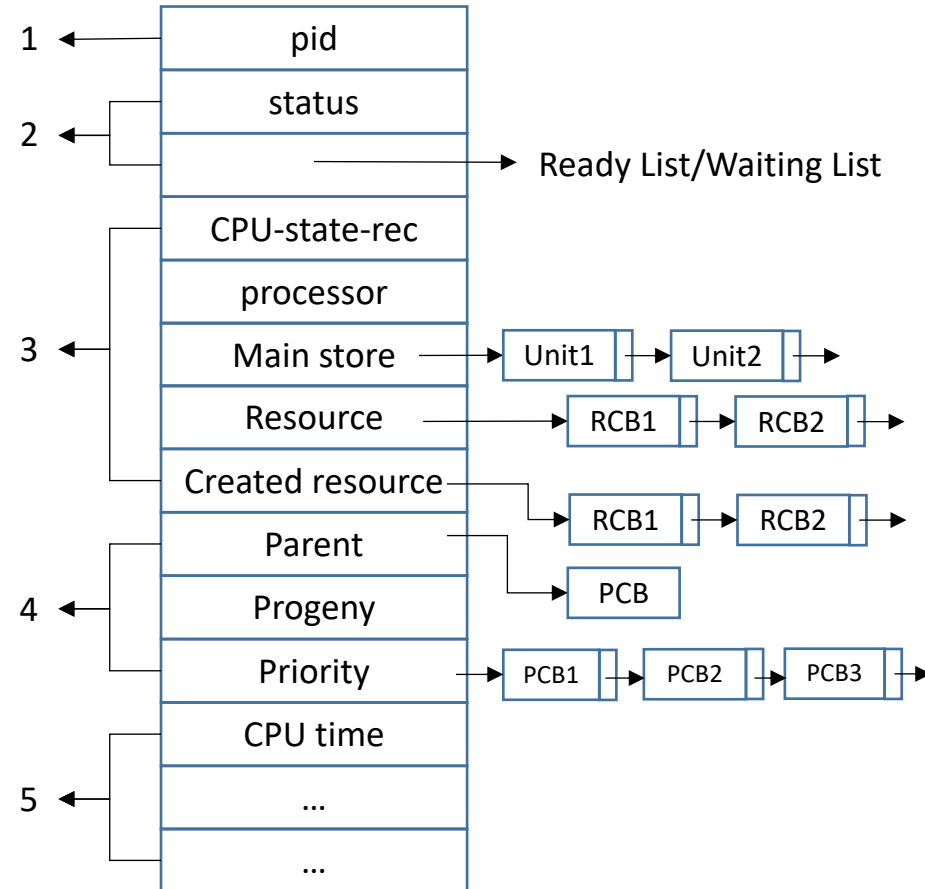 1
pid
status
2
Ready List/Waiting List
CPU-state-rec
processor
3
Main store
Unit1
Unit2
Resource
RCB1
RCB2
Created resource
RCB1
RCB2
Parent
PCB
4
Progeny
Priority
PCB1
PCB2
PCB3
CPU time
5
...
...